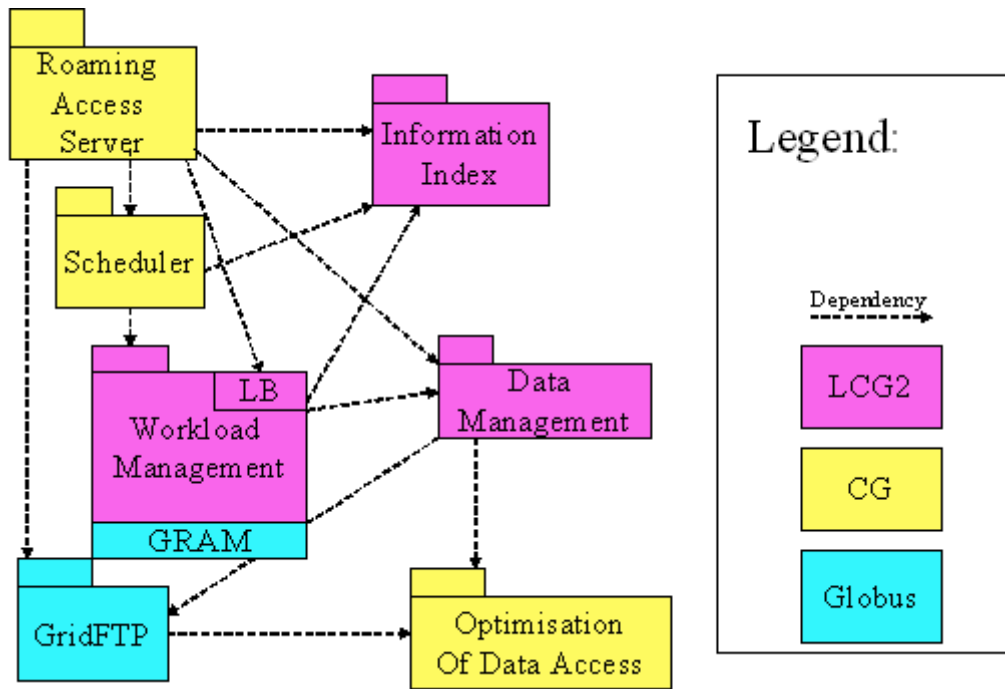 Roaming
Access
Server
Information
Index
Scheduler
LB
Workload
Management
GRAM
Data
Management
GridFTP
Optimisation
Of Data Access
Legend:
Dependency
LCG2
CG
Globus